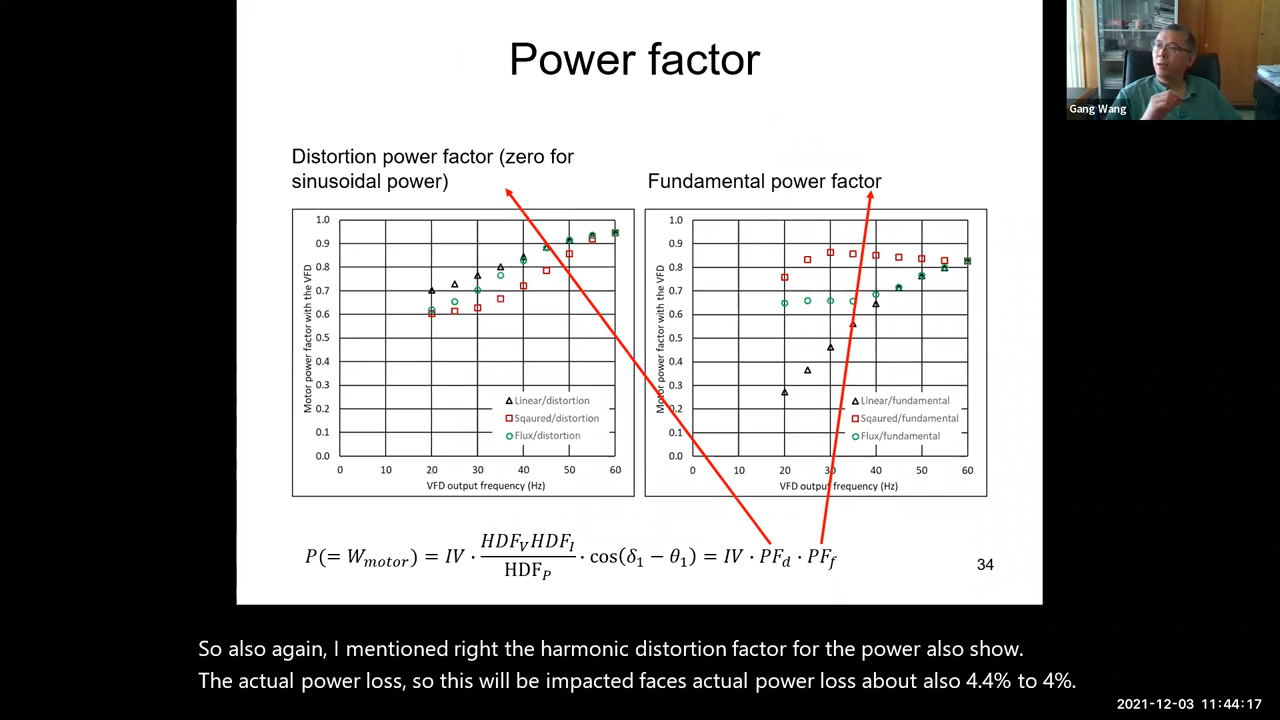 Power factor
Gang Wang
Distortion power factor (zero for
sinusoidal power)
Fundamental power factor
Motor power factor with the VFD
1.0
0.9
0.8
0.7
0.6
0.5
0.4
0.3
0.2
0.1
0.0
Linear/distortion
Sqaured/distortion
Flux/distortion
0 10 20 30 40 50 60
VFD output frequency (Hz)
Motor power factor with the VFD
1.0
0.9
0.8
0.7
0.6
0.5
0.4
0.3
0.2
0.1
0.0
Linear/fundamental
Sqaured/fundamental
Flux/fundamental
0 10 20 30 40 50 60
VFD output frequency (Hz)
P(= W_motor) = IV · HDF_V HDF_I / HDF_P · cos(δ₁ − θ₁) = IV · PF_d · PF_f
34
So also again, I mentioned right the harmonic distortion factor for the power also show.
The actual power loss, so this will be impacted faces actual power loss about also 4.4% to 4%.
2021-12-03 11:44:17